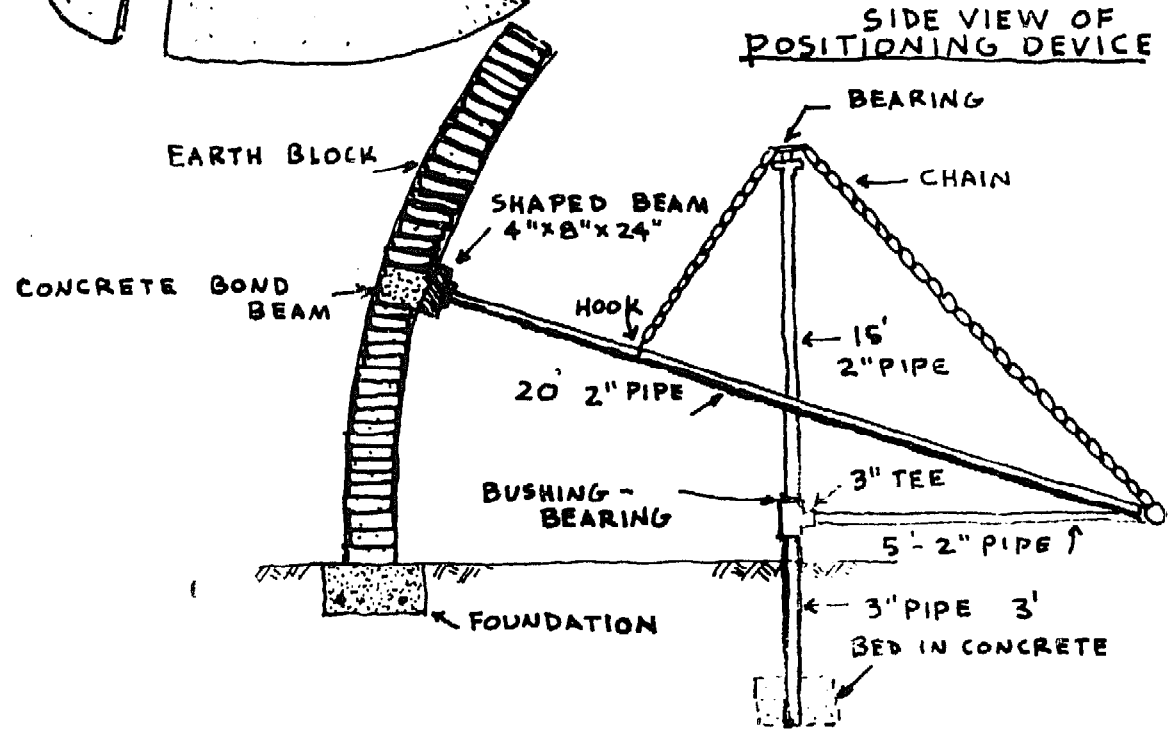 SIDE VIEW OF
POSITIONING DEVICE
BEARING
EARTH BLOCK
CHAIN
SHAPED BEAM
4"x8"x24"
CONCRETE BOND
BEAM
HOOK
15'
2" PIPE
20' 2" PIPE
3" TEE
BUSHING-
BEARING
5'-2" PIPE
3" PIPE 3'
FOUNDATION
BED IN CONCRETE